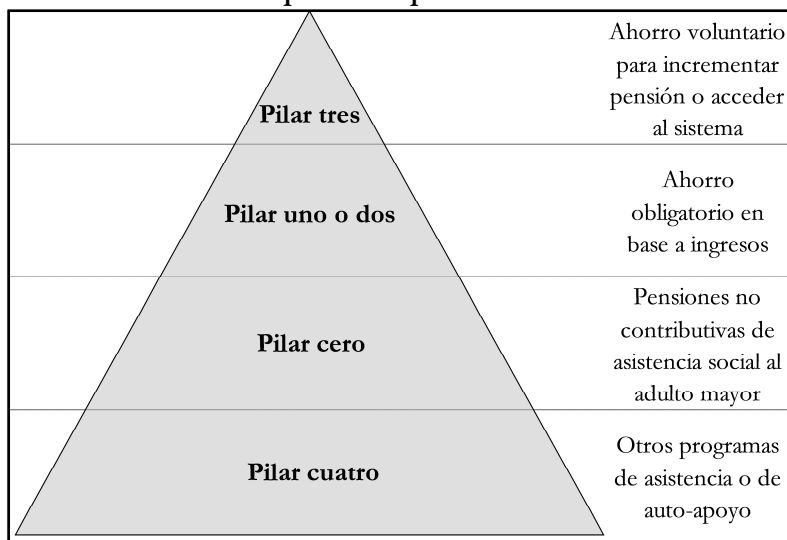 Pilar tres
Ahorro voluntario
para incrementar
pensión o acceder
al sistema
Pilar uno o dos
Ahorro
obligatorio en
base a ingresos
Pilar cero
Pensiones no
contributivas de
asistencia social al
adulto mayor
Pilar cuatro
Otros programas
de asistencia o de
auto-apoyo